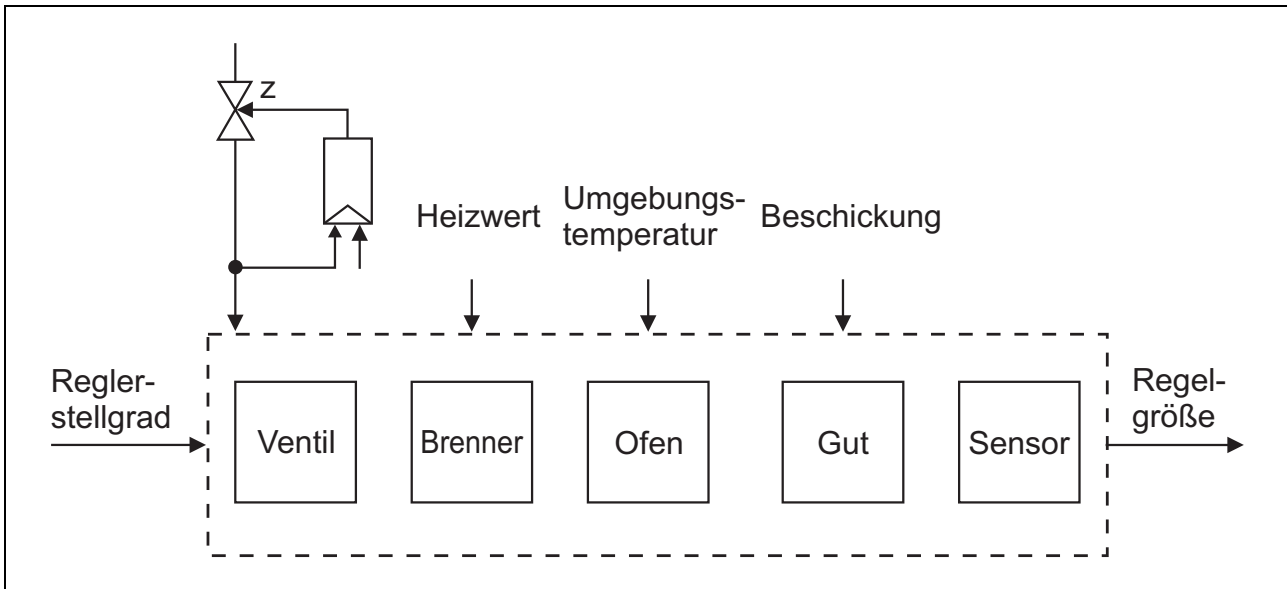 z
Heizwert
Umgebungs-
temperatur
Beschickung
Regler-
stellgrad
Ventil
Brenner
Ofen
Gut
Sensor
Regel-
größe